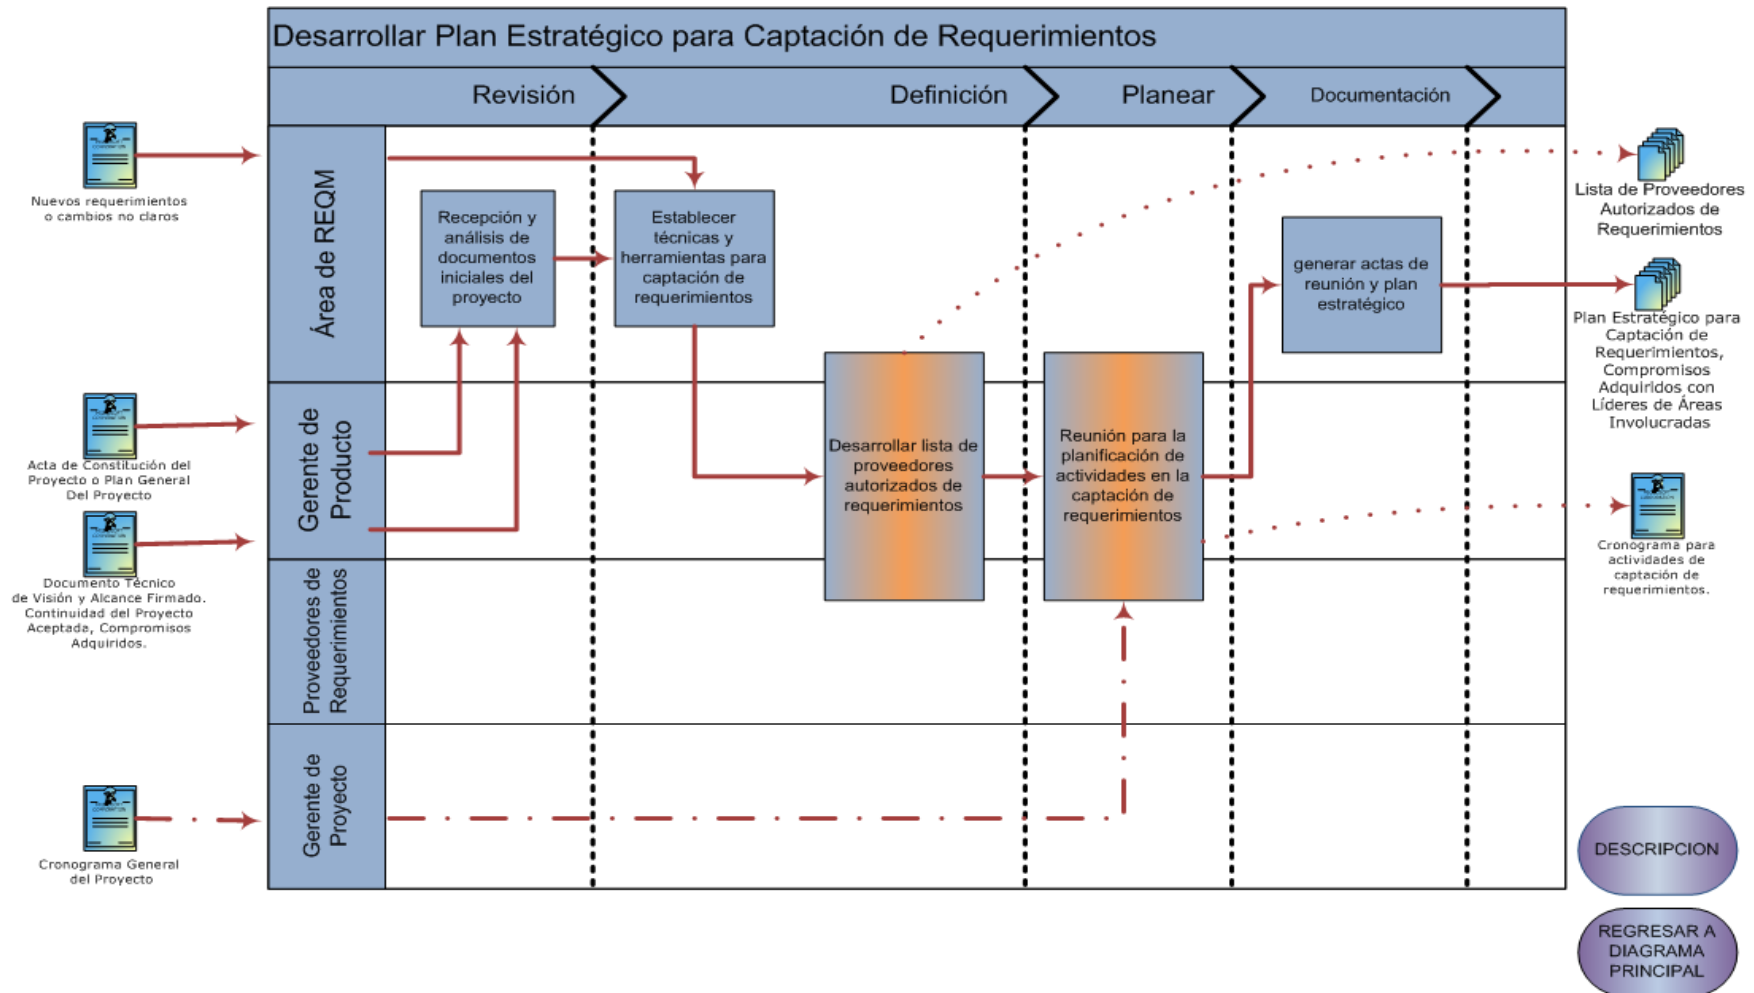 Desarrollar Plan Estratégico para Captación de Requerimientos
Revisión
Definición
Planear
Documentación
Nuevos requerimientos
o cambios no claros
Área de REQM
Recepción y
análisis de
documentos
iniciales del
proyecto
Establecer
técnicas y
herramientas para
captación de
requerimientos
generar actas de
reunión y plan
estratégico
Lista de Proveedores
Autorizados de
Requerimientos
Plan Estratégico para
Captación de
Requerimientos,
Compromisos
Adquiridos con
Líderes de Áreas
Involucradas
Acta de Constitución del
Proyecto o Plan General
Del Proyecto
Gerente de
Producto
Desarrollar lista de
proveedores
autorizados de
requerimientos
Reunión para la
planificación de
actividades en la
captación de
requerimientos
Cronograma para
actividades de
captación de
requerimientos.
Documento Técnico
de Visión y Alcance Firmado.
Continuidad del Proyecto
Aceptada, Compromisos
Adquiridos.
Proveedores de
Requerimientos
Gerente de
Proyecto
Cronograma General
del Proyecto
DESCRIPCION
REGRESAR A
DIAGRAMA
PRINCIPAL